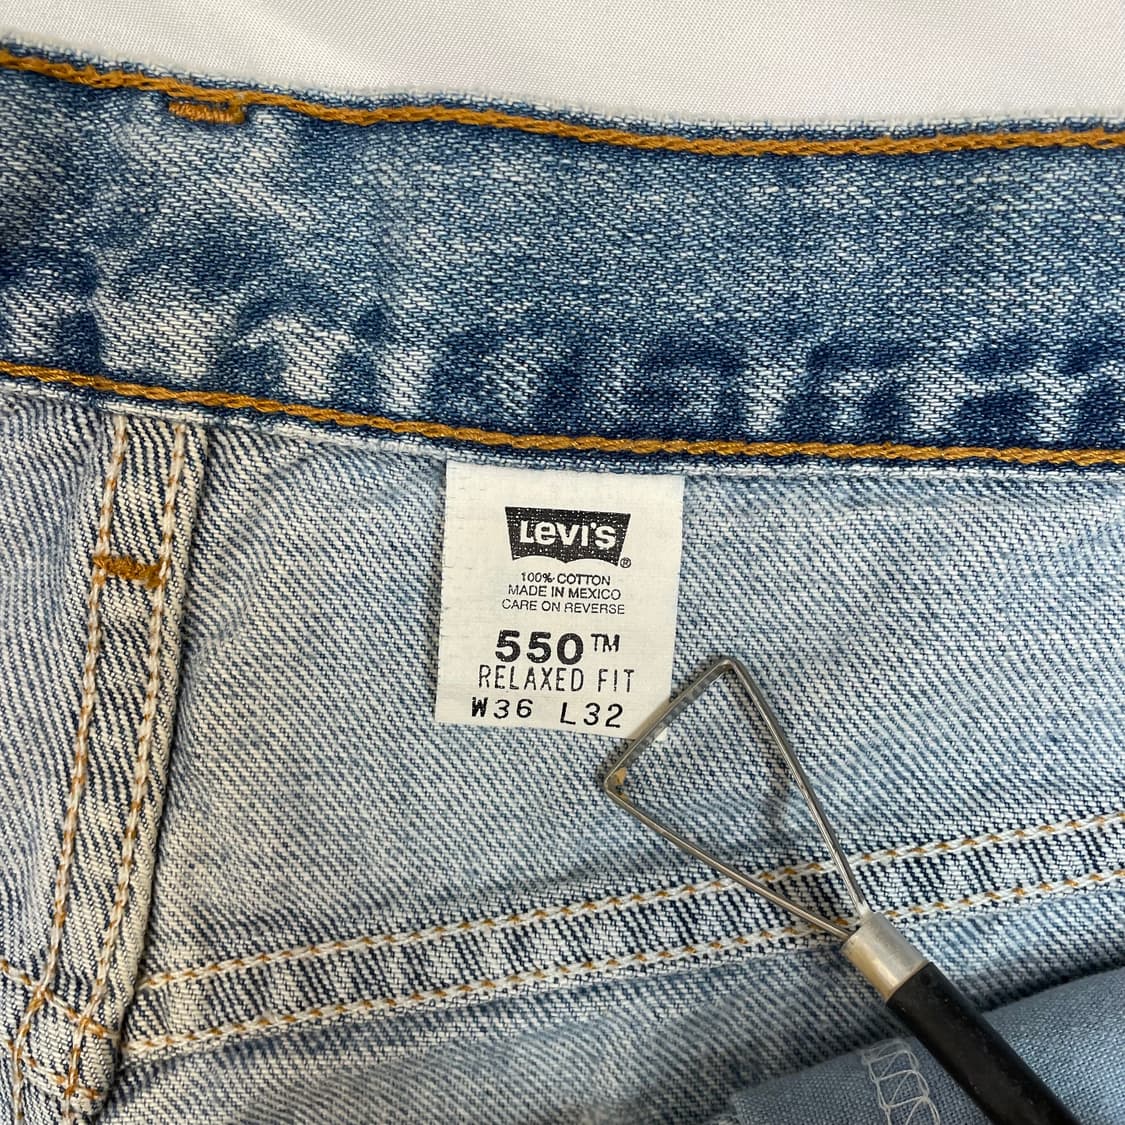 Levi's®
100% COTTON
MADE IN MEXICO
CARE ON REVERSE
550™
RELAXED FIT
W36 L32